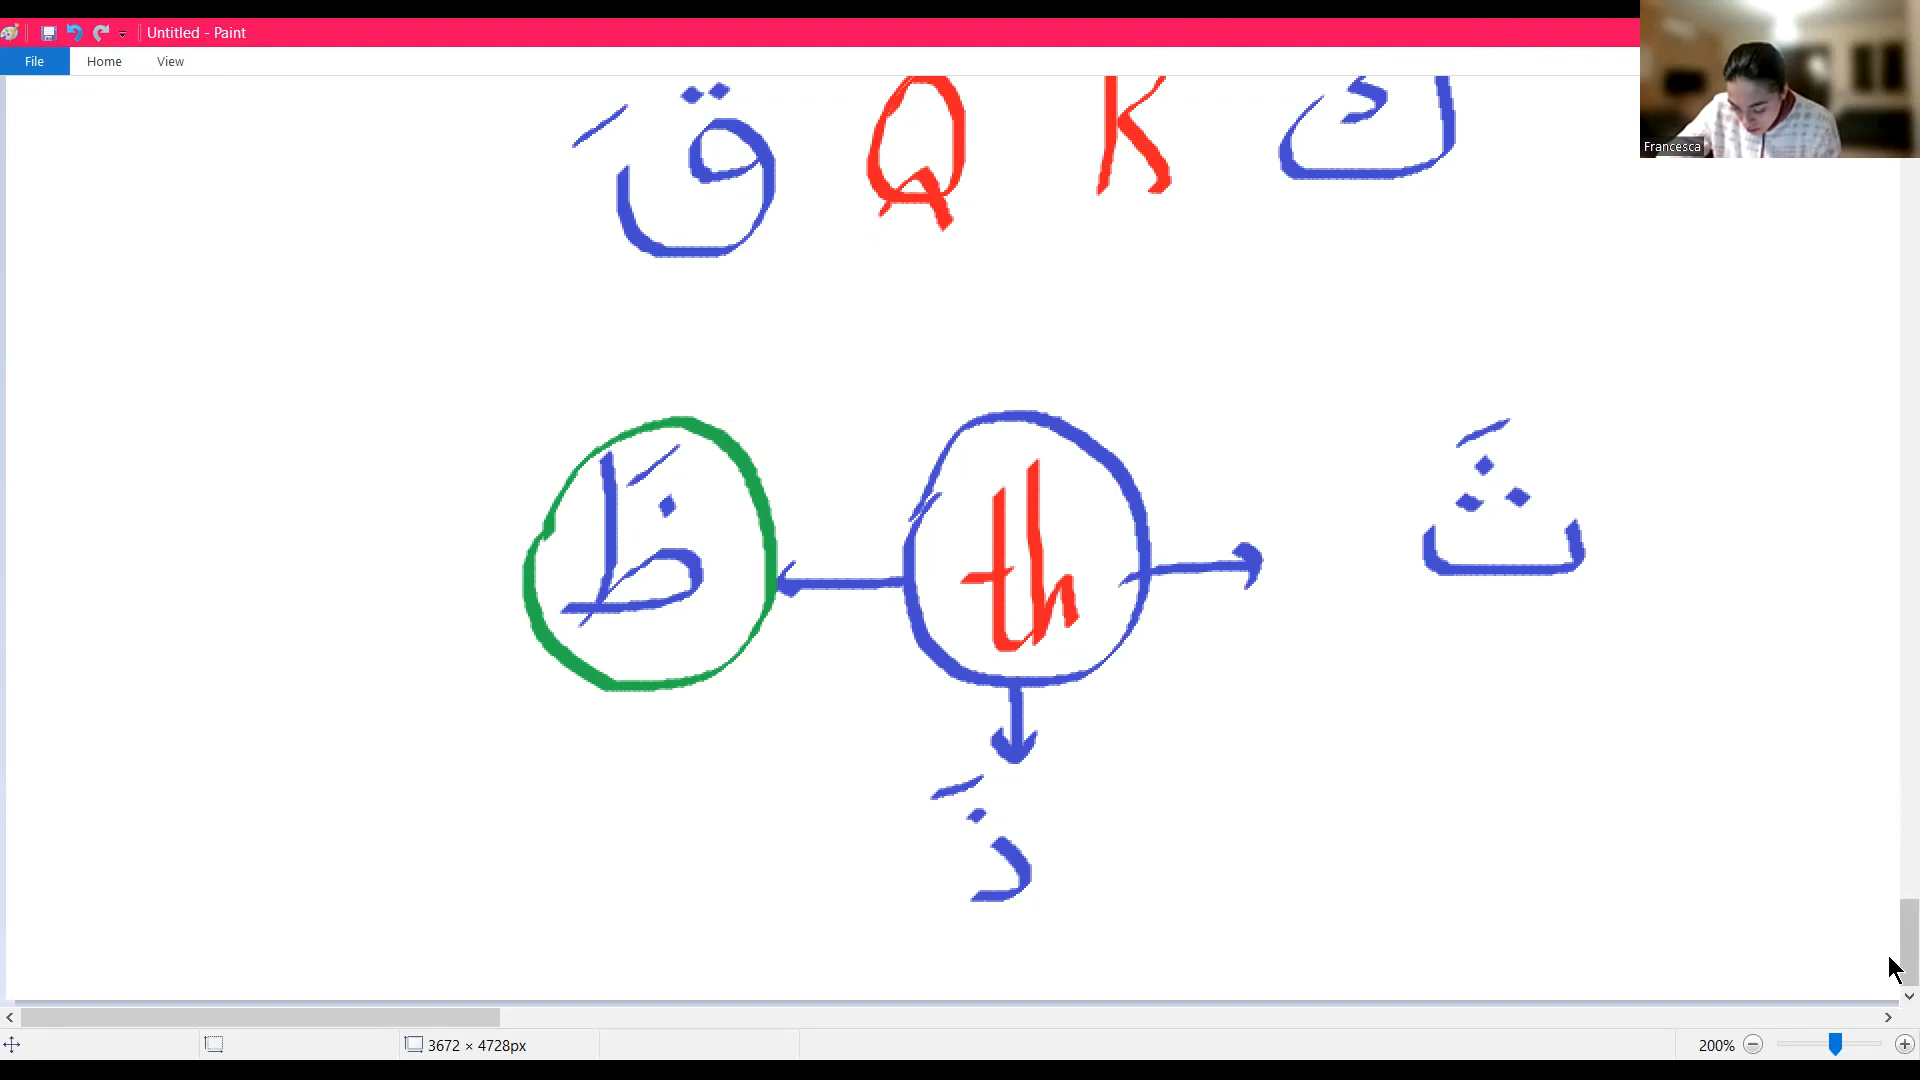 Untitled - Paint
File Home View
Francesca
قَ Q K ك
ظَ th ثَ
ذَ
3672 × 4728px
200%